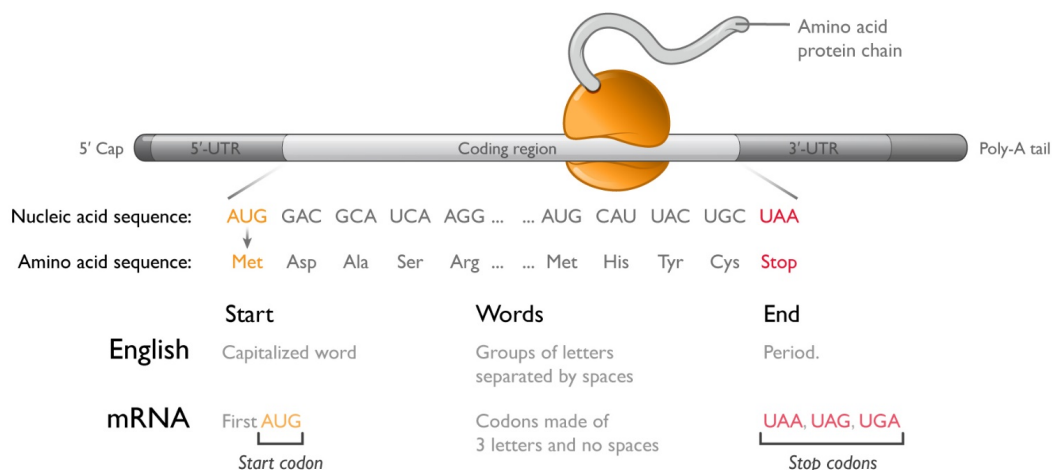 Amino acid
protein chain
5′ Cap 5′-UTR Coding region 3′-UTR Poly-A tail
Nucleic acid sequence: AUG GAC GCA UCA AGG ... ... AUG CAU UAC UGC UAA
Amino acid sequence: Met Asp Ala Ser Arg ... ... Met His Tyr Cys Stop
Start Words End
English Capitalized word Groups of letters Period.
separated by spaces
mRNA First AUG Codons made of UAA, UAG, UGA
3 letters and no spaces
Start codon Stop codons